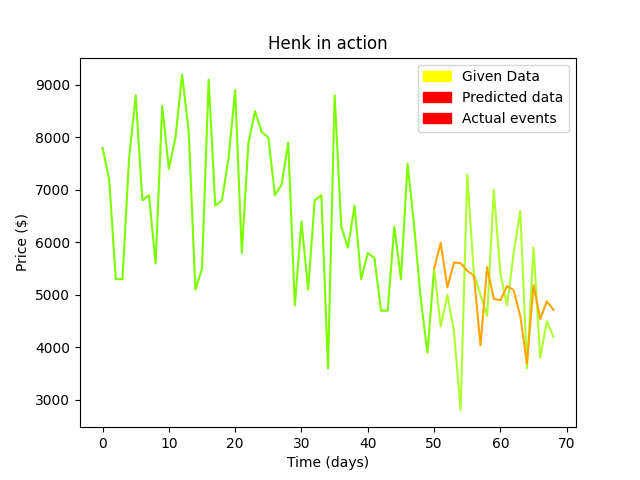 Henk in action
Given Data
Predicted data
Actual events
9000
8000
7000
6000
5000
4000
3000
Price ($)
0 10 20 30 40 50 60 70
Time (days)